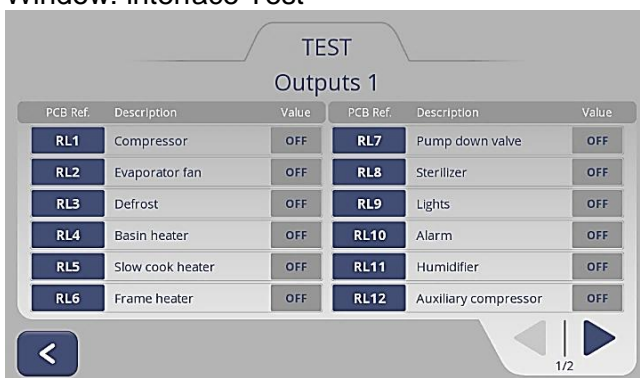 Window: Interface Test
TEST
Outputs 1
PCB Ref. Description Value PCB Ref. Description Value
RL1 Compressor OFF RL7 Pump down valve OFF
RL2 Evaporator fan OFF RL8 Sterilizer OFF
RL3 Defrost OFF RL9 Lights OFF
RL4 Basin heater OFF RL10 Alarm OFF
RL5 Slow cook heater OFF RL11 Humidifier OFF
RL6 Frame heater OFF RL12 Auxiliary compressor OFF
1/2